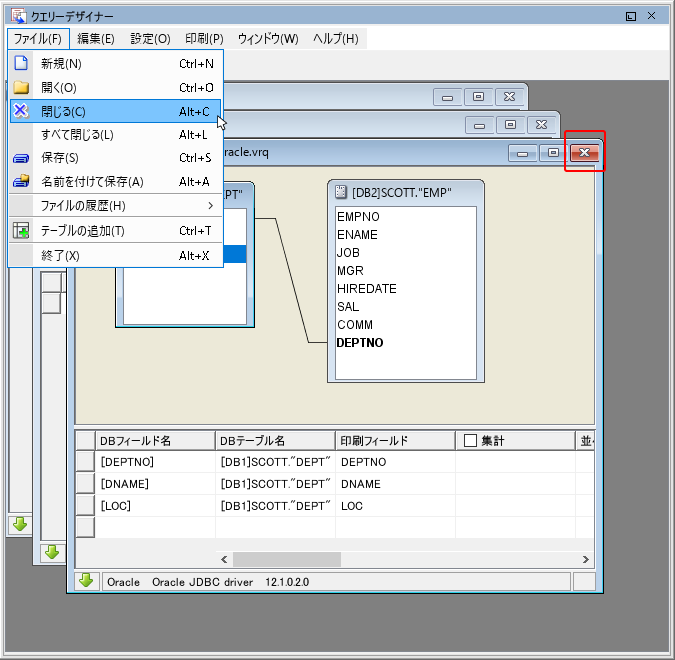 クエリーデザイナー
ファイル(F) 編集(E) 設定(O) 印刷(P) ウィンドウ(W) ヘルプ(H)
新規(N) Ctrl+N
開く(O) Ctrl+O
閉じる(C) Alt+C
すべて閉じる(L) Alt+L
保存(S) Ctrl+S
名前を付けて保存(A) Alt+A
ファイルの履歴(H)
テーブルの追加(T) Ctrl+T
終了(X) Alt+X
racle.vrq
PT"
[DB2]SCOTT."EMP"
EMPNO
ENAME
JOB
MGR
HIREDATE
SAL
COMM
DEPTNO
DBフィールド名 DBテーブル名 印刷フィールド 集計 並
[DEPTNO] [DB1]SCOTT."DEPT" DEPTNO
[DNAME] [DB1]SCOTT."DEPT" DNAME
[LOC] [DB1]SCOTT."DEPT" LOC
Oracle Oracle JDBC driver 12.1.0.2.0